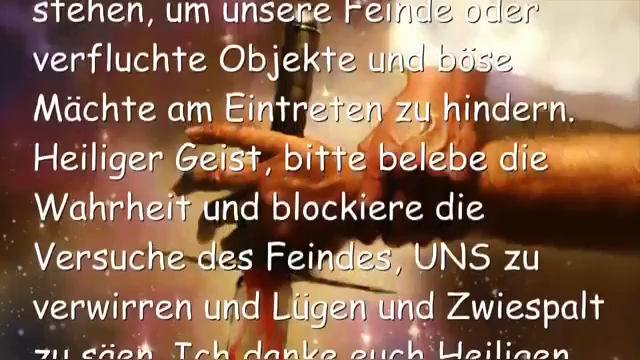 stehen, um unsere Feinde oder
verfluchte Objekte und böse
Mächte am Eintreten zu hindern.
Heiliger Geist, bitte belebe die
Wahrheit und blockiere die
Versuche des Feindes, UNS zu
verwirren und Lügen und Zwiespalt
zu säen. Ich danke euch Heiligen